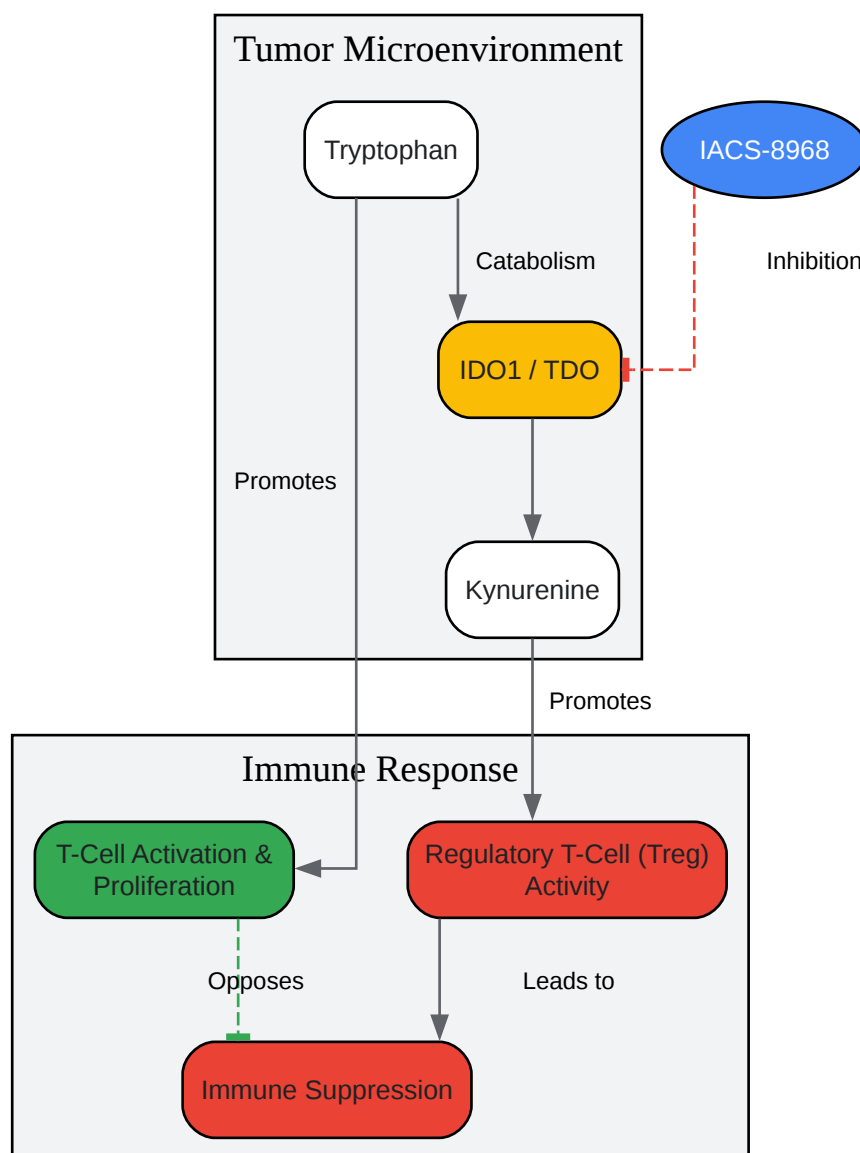 Tumor Microenvironment
Tryptophan
IACS-8968
Catabolism
Inhibition
IDO1 / TDO
Promotes
Kynurenine
Promotes
Immune Response
T-Cell Activation &
Proliferation
Regulatory T-Cell (Treg)
Activity
Opposes
Leads to
Immune Suppression